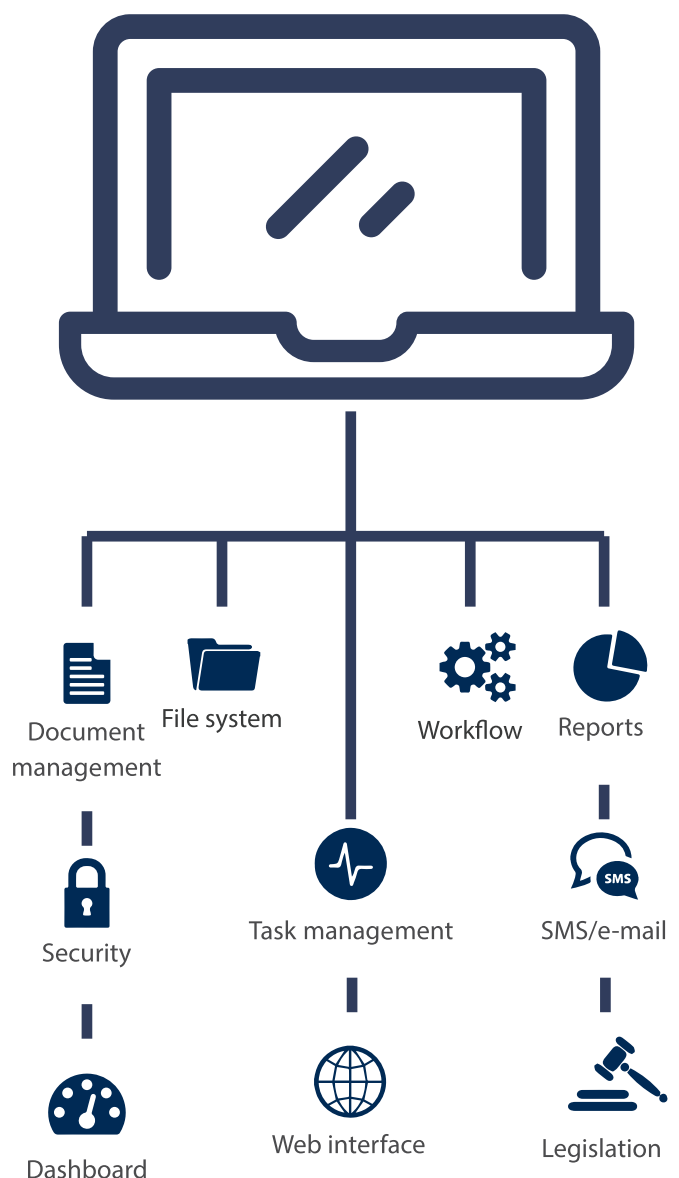 Document
management
File system
Workflow
Reports
Security
Task management
SMS
SMS/e-mail
Dashboard
Web interface
Legislation